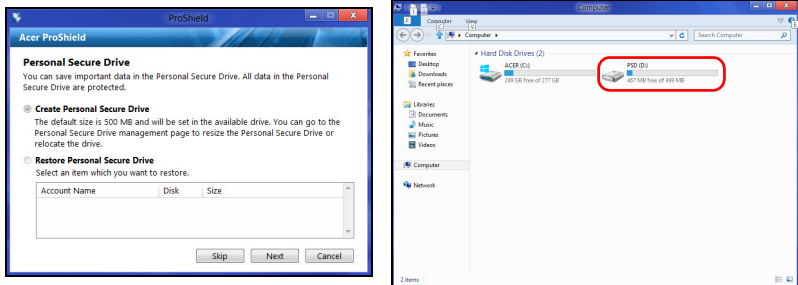 ProShield
Acer ProShield
Personal Secure Drive
You can save important data in the Personal Secure Drive. All data in the Personal
Secure Drive are protected.
Create Personal Secure Drive
The default size is 500 MB and will be set in the available drive. You can go to the
Personal Secure Drive management page to resize the Personal Secure Drive or
relocate the drive.
Restore Personal Secure Drive
Select an item which you want to restore.
Account Name Disk Size
Skip Next Cancel
Computer
F Computer View
C V E
Computer Search Computer
Favorites
Desktop
Downloads
Recent places
Libraries
Documents
Music
Pictures
Videos
Computer
Network
Hard Disk Drives (2)
ACER (C:)
249 GB free of 277 GB
PSD (D:)
467 MB free of 499 MB
2 items